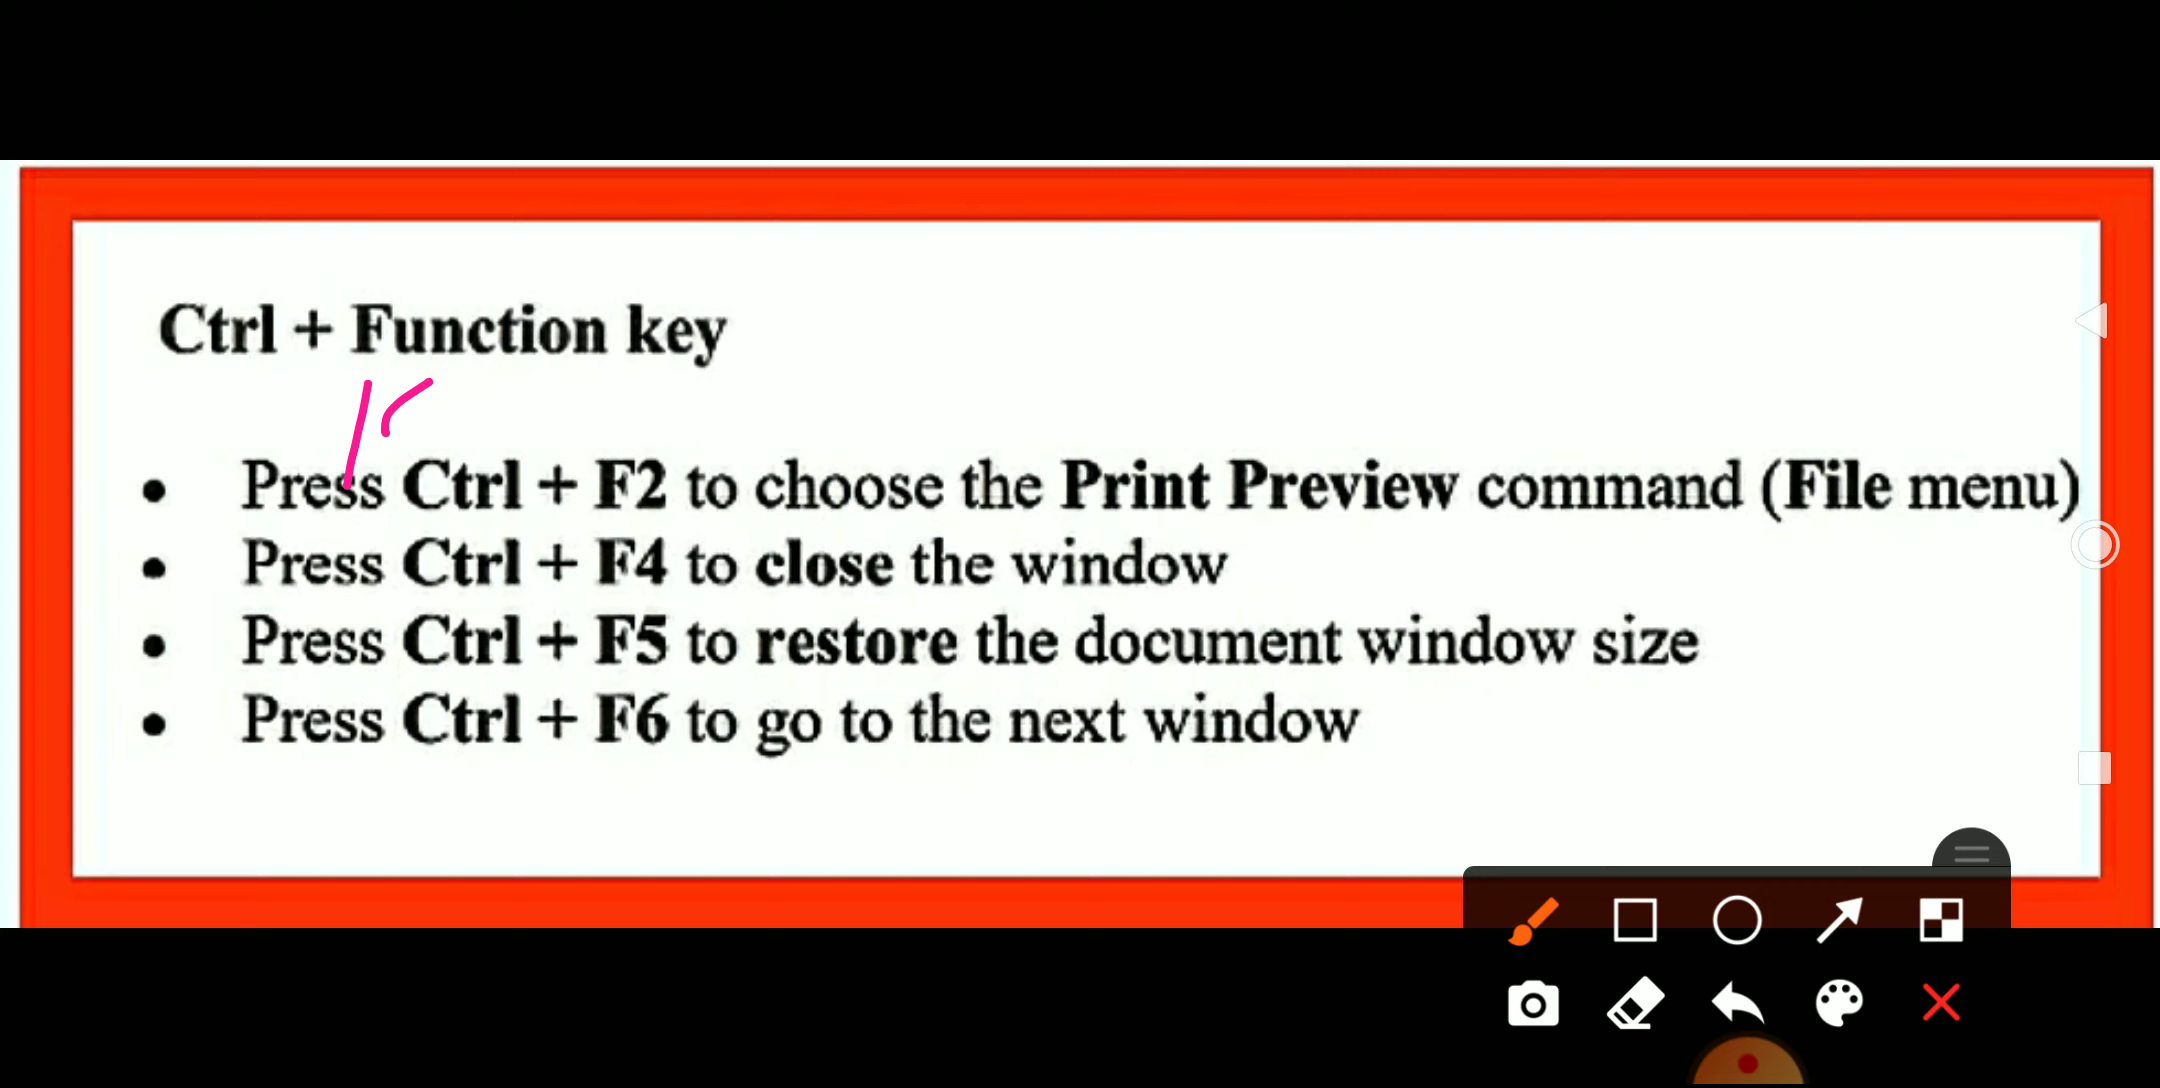 Ctrl + Function key
• Press Ctrl + F2 to choose the Print Preview command (File menu)
• Press Ctrl + F4 to close the window
• Press Ctrl + F5 to restore the document window size
• Press Ctrl + F6 to go to the next window